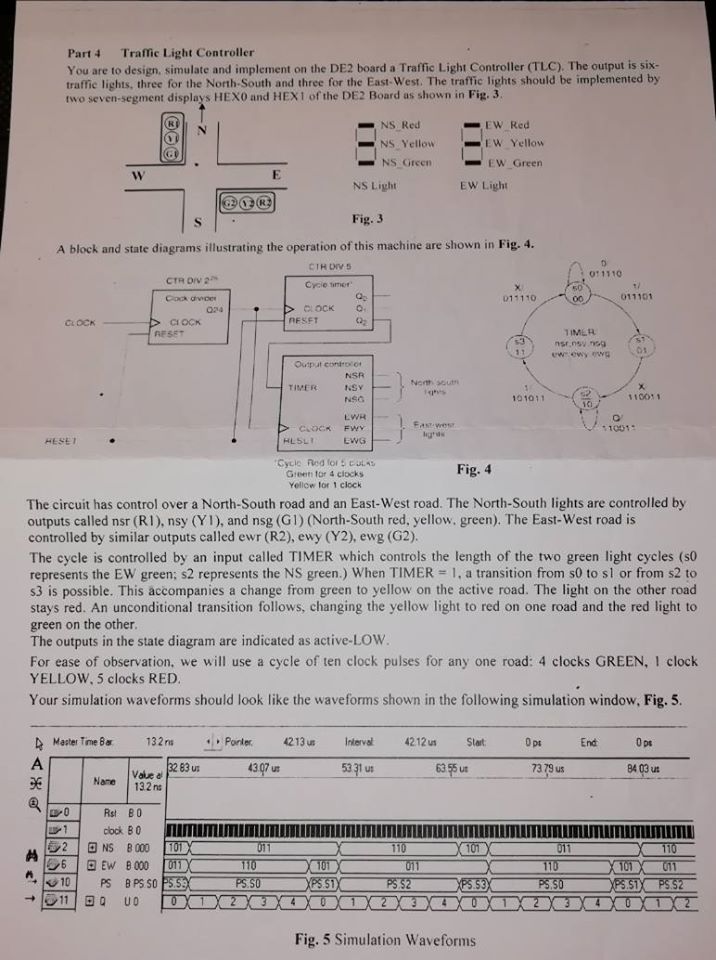 Part 4 Traffic Light Controller
You are to design, simulate and implement on the DE2 board a Traffic Light Controller (TLC). The output is six-
traffic lights, three for the North-South and three for the East-West. The traffic lights should be implemented by
two seven-segment displays HEX0 and HEX1 of the DE2 Board as shown in Fig. 3.
R1
Y1
G1
N
W
E
S
G2 Y2 R2
NS_Red
NS_Yellow
NS_Green
NS Light
EW_Red
EW_Yellow
EW_Green
EW Light
Fig. 3
A block and state diagrams illustrating the operation of this machine are shown in Fig. 4.
CTR DIV 5
Cycle timer*
Q0
CLOCK Q1
RESET Q2
Clock divider
Q24
CLOCK
RESET
CLOCK
RESET
Output controller
NSR
TIMER NSY
NSG
EWR
CLOCK EWY
RESET EWG
North south
lights
East-west
lights
*Cycle Red for 5 clocks
Green for 4 clocks
Yellow for 1 clock
0/
011110
s0
00
1/
011101
s1
01
X/
110011
s2
10
0/
110011
1/
101011
s3
11
X/
011110
TIMER/
nsr,nsy,nsg
ewr,ewy,ewg
Fig. 4
The circuit has control over a North-South road and an East-West road. The North-South lights are controlled by
outputs called nsr (R1), nsy (Y1), and nsg (G1) (North-South red, yellow, green). The East-West road is
controlled by similar outputs called ewr (R2), ewy (Y2), ewg (G2).
The cycle is controlled by an input called TIMER which controls the length of the two green light cycles (s0
represents the EW green; s2 represents the NS green.) When TIMER = 1, a transition from s0 to s1 or from s2 to
s3 is possible. This accompanies a change from green to yellow on the active road. The light on the other road
stays red. An unconditional transition follows, changing the yellow light to red on one road and the red light to
green on the other.
The outputs in the state diagram are indicated as active-LOW.
For ease of observation, we will use a cycle of ten clock pulses for any one road: 4 clocks GREEN, 1 clock
YELLOW, 5 clocks RED.
Your simulation waveforms should look like the waveforms shown in the following simulation window, Fig. 5.
Master Time Bar: 13.2 ns Pointer: 42.13 us Interval: 42.12 us Start: 0 ps End: 0 ps
Name Value at 13.2 ns 32.83 us 43.07 us 53.31 us 63.55 us 73.79 us 84.03 us
0 Rst B 0
1 clock B 0
2 NS B 000 101 011 110 101 011 110
6 EW B 000 011 110 101 011 110 101 011
10 PS B PS.S0 PS.S3 PS.S0 PS.S1 PS.S2 PS.S3 PS.S0 PS.S1 PS.S2
11 Q U 0 0 1 2 3 4 0 1 2 3 4 0 1 2 3 4 0 1 2
Fig. 5 Simulation Waveforms